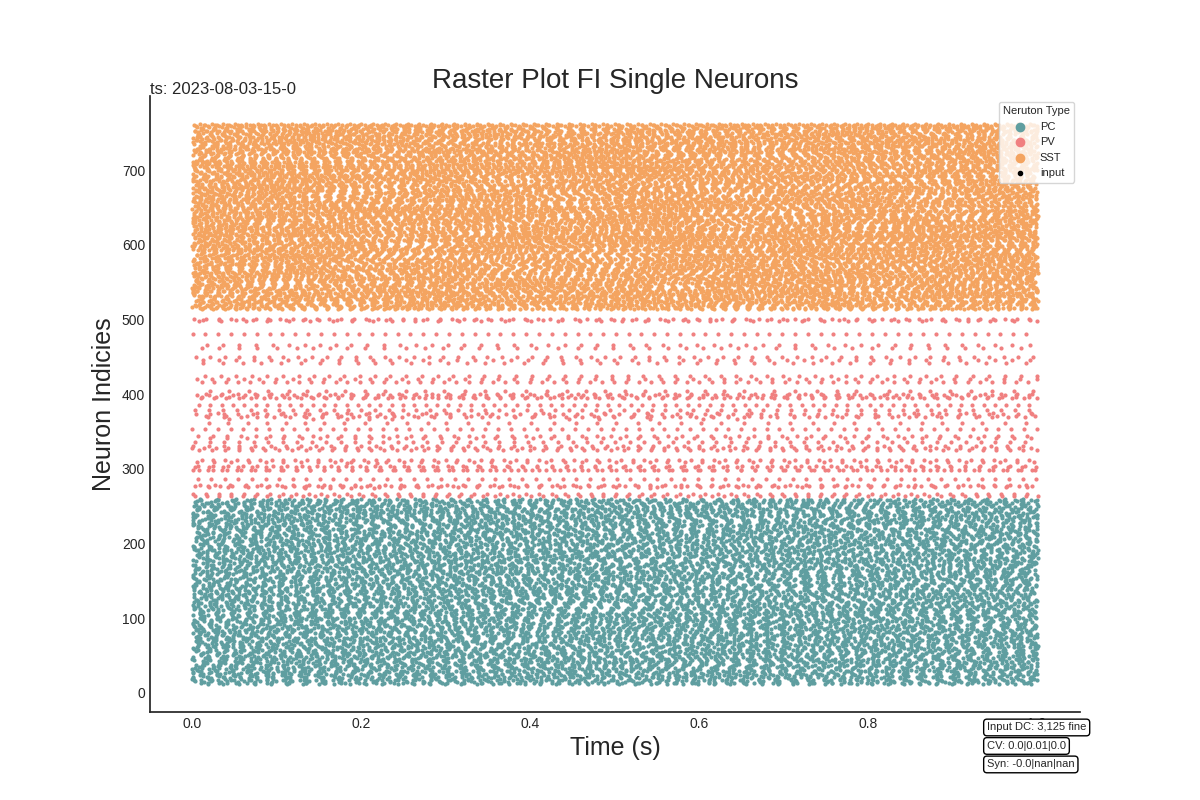 Raster Plot FI Single Neurons
ts: 2023-08-03-15-0
Neruton Type
PC
PV
SST
input
Neuron Indicies
700
600
500
400
300
200
100
0
0.0 0.2 0.4 0.6 0.8
Time (s)
Input DC: 3,125 fine
CV: 0.0|0.01|0.0
Syn: -0.0|nan|nan